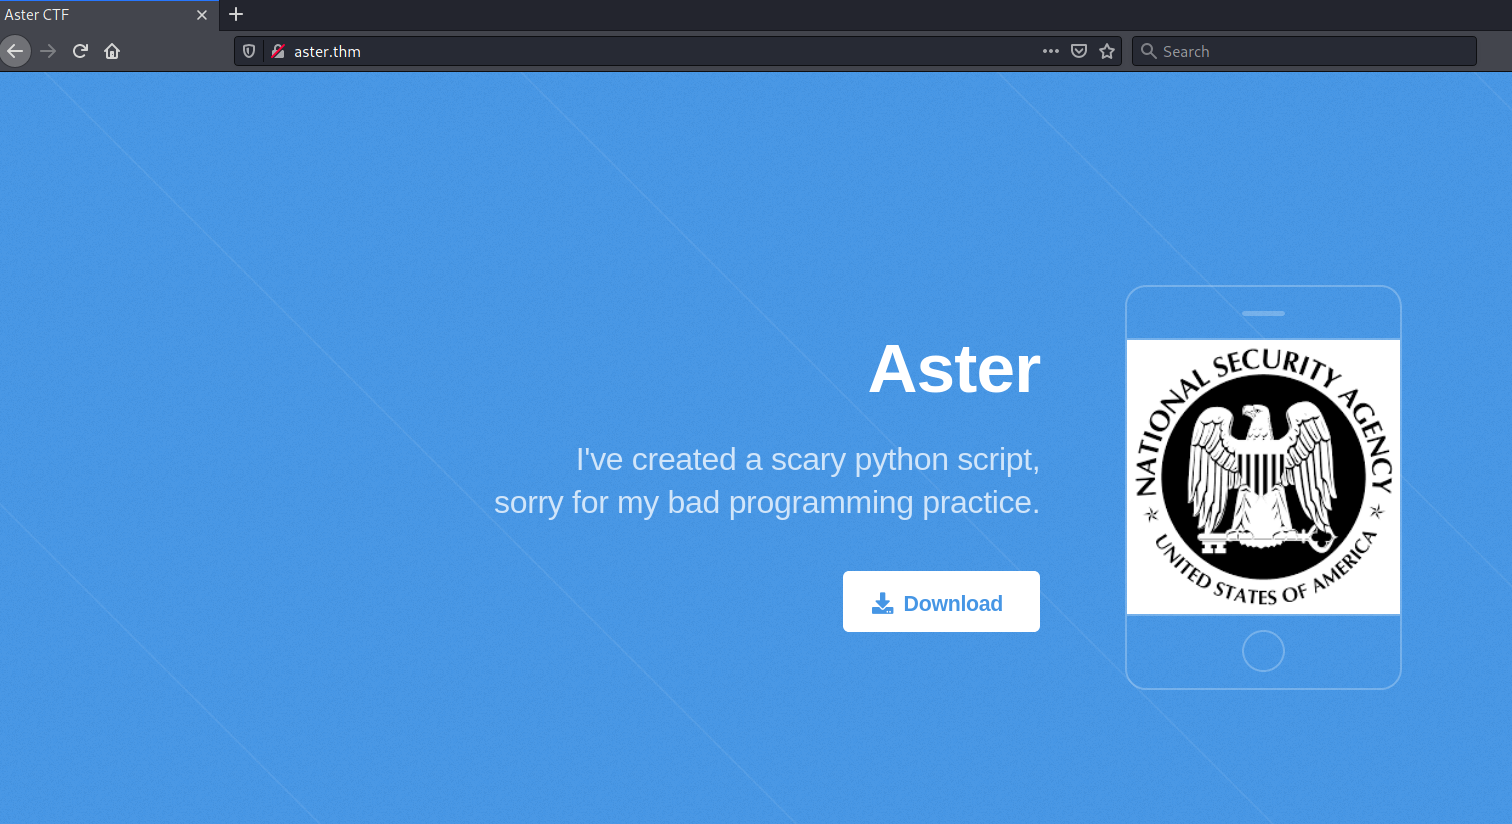 Aster CTF
aster.thm
Search
Aster
I've created a scary python script,
sorry for my bad programming practice.
Download
NATIONAL SECURITY AGENCY
UNITED STATES OF AMERICA